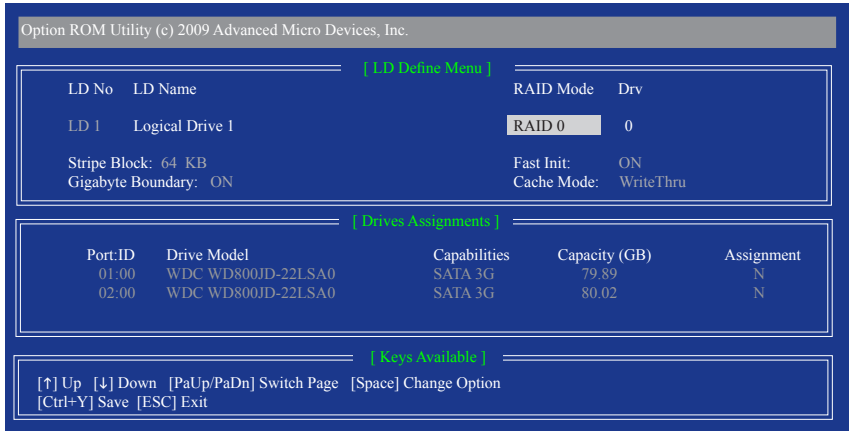 Option ROM Utility (c) 2009 Advanced Micro Devices, Inc.
[ LD Define Menu ]
LD No LD Name RAID Mode Drv
LD 1 Logical Drive 1 RAID 0 0
Stripe Block: 64 KB Fast Init: ON
Gigabyte Boundary: ON Cache Mode: WriteThru
[ Drives Assignments ]
Port:ID Drive Model Capabilities Capacity (GB) Assignment
01:00 WDC WD800JD-22LSA0 SATA 3G 79.89 N
02:00 WDC WD800JD-22LSA0 SATA 3G 80.02 N
[ Keys Available ]
[↑] Up [↓] Down [PaUp/PaDn] Switch Page [Space] Change Option
[Ctrl+Y] Save [ESC] Exit